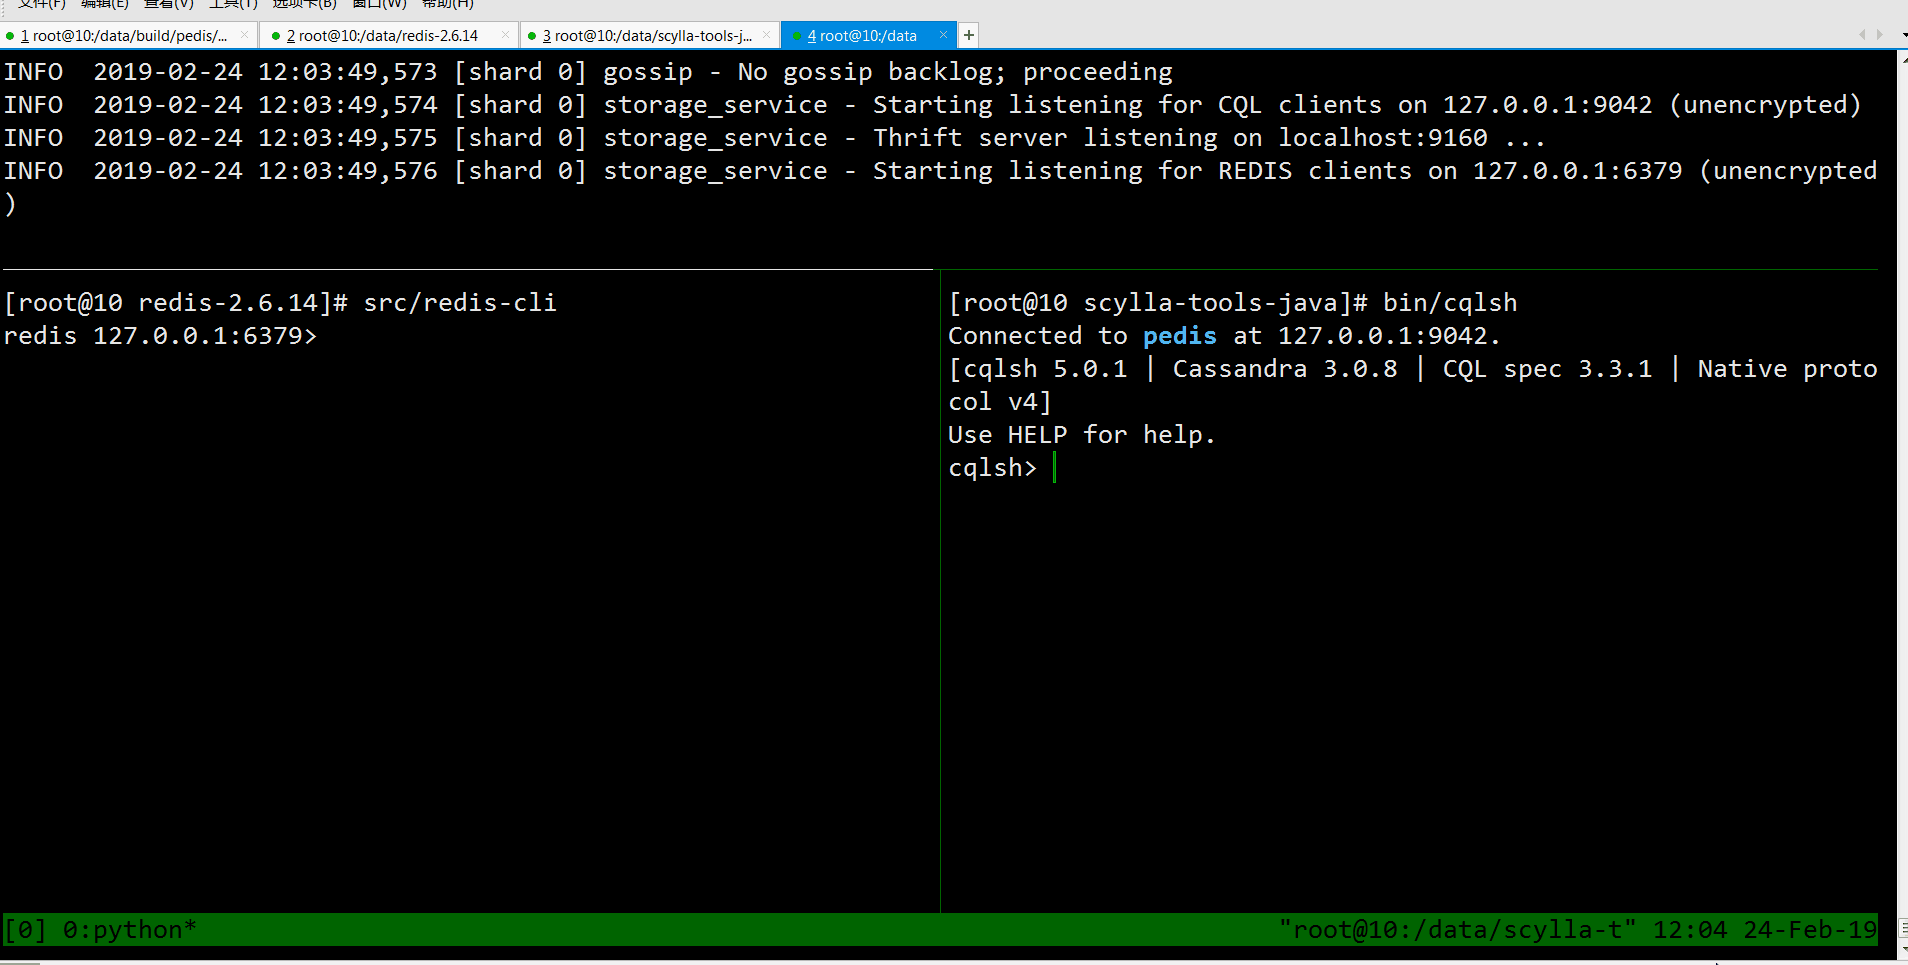 文件(F) 编辑(E) 查看(V) 工具(T) 选项卡(B) 窗口(W) 帮助(H)
1 root@10:/data/build/pedis/... × 2 root@10:/data/redis-2.6.14 × 3 root@10:/data/scylla-tools-j... × 4 root@10:/data × +
INFO  2019-02-24 12:03:49,573 [shard 0] gossip - No gossip backlog; proceeding
INFO  2019-02-24 12:03:49,574 [shard 0] storage_service - Starting listening for CQL clients on 127.0.0.1:9042 (unencrypted)
INFO  2019-02-24 12:03:49,575 [shard 0] storage_service - Thrift server listening on localhost:9160 ...
INFO  2019-02-24 12:03:49,576 [shard 0] storage_service - Starting listening for REDIS clients on 127.0.0.1:6379 (unencrypted
)
[root@10 redis-2.6.14]# src/redis-cli
redis 127.0.0.1:6379>
[root@10 scylla-tools-java]# bin/cqlsh
Connected to pedis at 127.0.0.1:9042.
[cqlsh 5.0.1 | Cassandra 3.0.8 | CQL spec 3.3.1 | Native proto
col v4]
Use HELP for help.
cqlsh>
[0] 0:python* "root@10:/data/scylla-t" 12:04 24-Feb-19